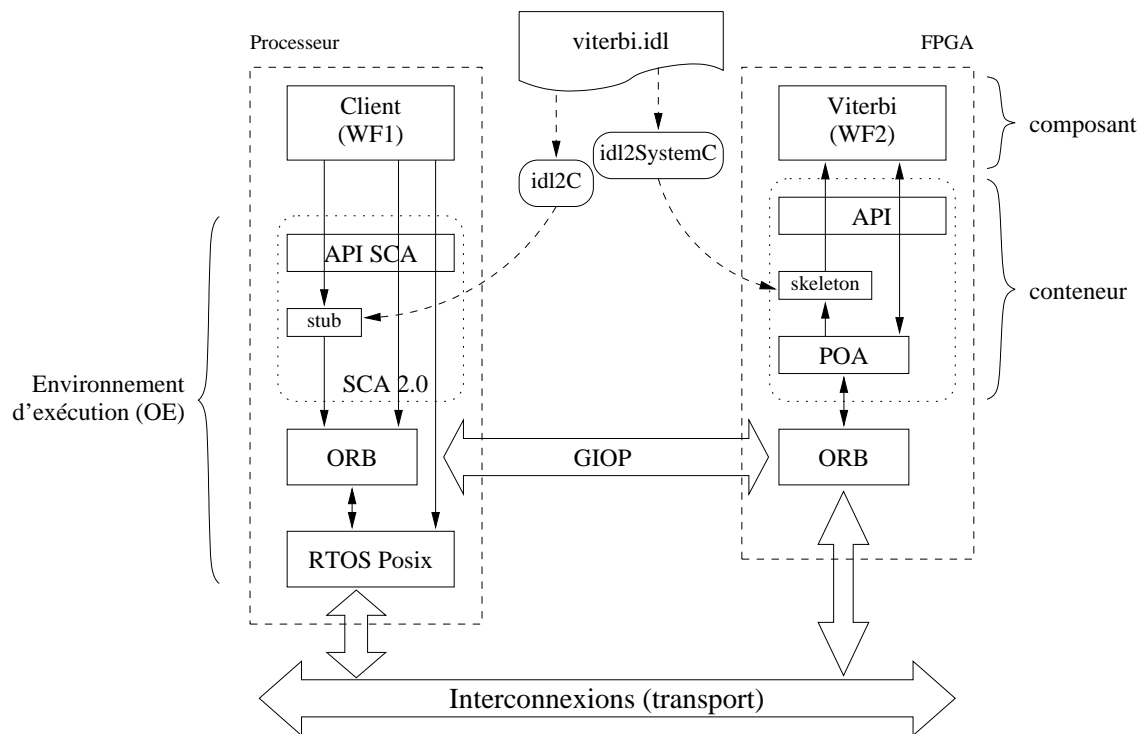 Processeur
viterbi.idl
FPGA
Client
(WF1)
Viterbi
(WF2)
composant
idl2SystemC
idl2C
API
API SCA
skeleton
conteneur
stub
POA
SCA 2.0
Environnement
d'exécution (OE)
ORB
GIOP
ORB
RTOS Posix
Interconnexions (transport)